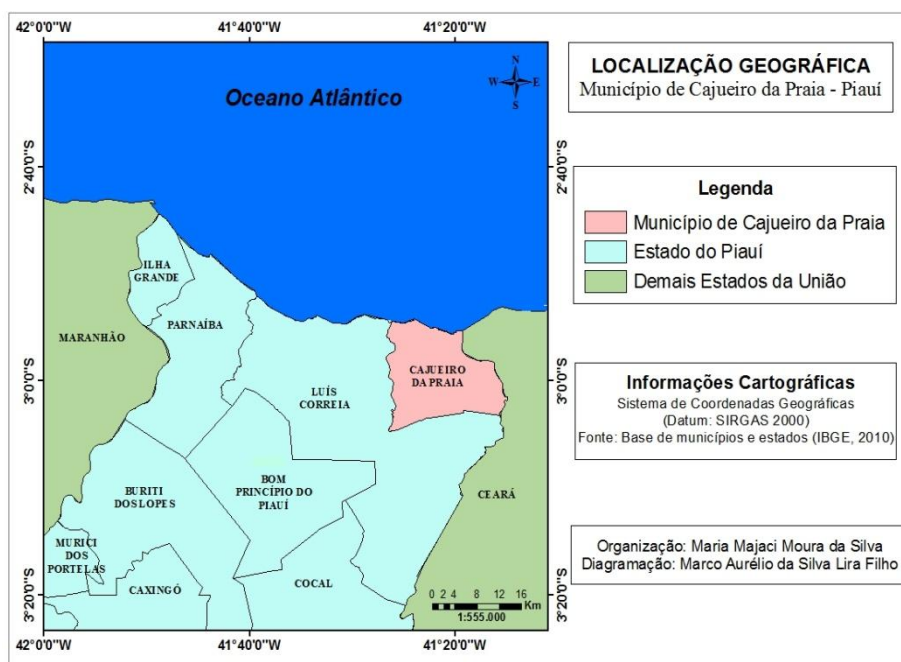 42°0'0"W
41°40'0"W
41°20'0"W
Oceano Atlântico
N
W
E
S
2°40'0"S
2°40'0"S
LOCALIZAÇÃO GEOGRÁFICA
Município de Cajueiro da Praia - Piauí
Legenda
Município de Cajueiro da Praia
Estado do Piauí
Demais Estados da União
ILHA
GRANDE
PARNAÍBA
MARANHÃO
CAJUEIRO
DA PRAIA
LUÍS
CORREIA
3°0'0"S
3°0'0"S
Informações Cartográficas
Sistema de Coordenadas Geográficas
(Datum: SIRGAS 2000)
Fonte: Base de municípios e estados (IBGE, 2010)
BURITI
DOS LOPES
BOM
PRINCÍPIO DO
PIAUÍ
CEARÁ
MURICI
DOS
PORTELAS
CAXINGÓ
COCAL
Organização: Maria Majaci Moura da Silva
Diagramação: Marco Aurélio da Silva Lira Filho
0 2 4 8 12 16
Km
1:555.000
3°20'0"S
3°20'0"S
42°0'0"W
41°40'0"W
41°20'0"W